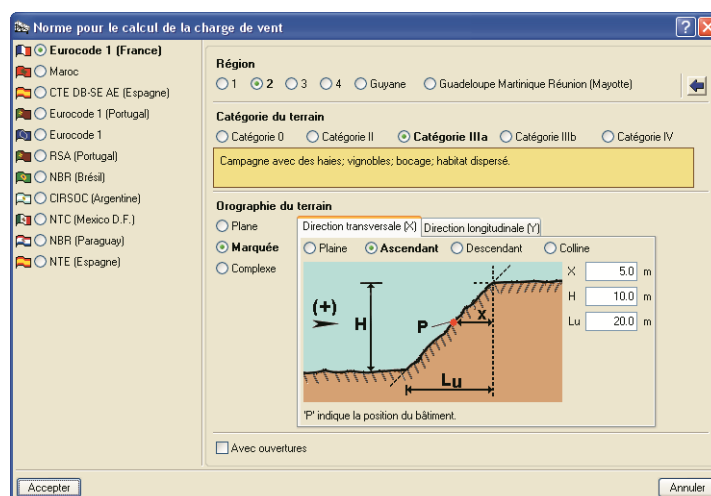 Norme pour le calcul de la charge de vent
Eurocode 1 (France)
Maroc
CTE DB-SE AE (Espagne)
Eurocode 1 (Portugal)
Eurocode 1
RSA (Portugal)
NBR (Brésil)
CIRSOC (Argentine)
NTC (Mexico D.F.)
NBR (Paraguay)
NTE (Espagne)
Région
1 2 3 4 Guyane Guadeloupe Martinique Réunion (Mayotte)
Catégorie du terrain
Catégorie 0 Catégorie II Catégorie IIIa Catégorie IIIb Catégorie IV
Campagne avec des haies; vignobles; bocage; habitat dispersé.
Orographie du terrain
Plane
Marquée
Complexe
Direction transversale (X) Direction longitudinale (Y)
Plaine Ascendant Descendant Colline
(+) H P x Lu
X 5.0 m
H 10.0 m
Lu 20.0 m
'P' indique la position du bâtiment.
Avec ouvertures
Accepter Annuler